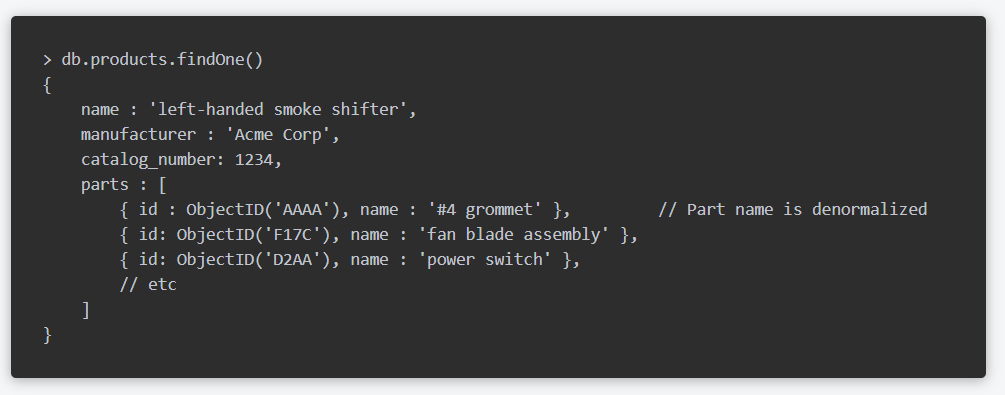 > db.products.findOne()
{
    name : 'left-handed smoke shifter',
    manufacturer : 'Acme Corp',
    catalog_number: 1234,
    parts : [
        { id : ObjectID('AAAA'), name : '#4 grommet' },         // Part name is denormalized
        { id: ObjectID('F17C'), name : 'fan blade assembly' },
        { id: ObjectID('D2AA'), name : 'power switch' },
        // etc
    ]
}